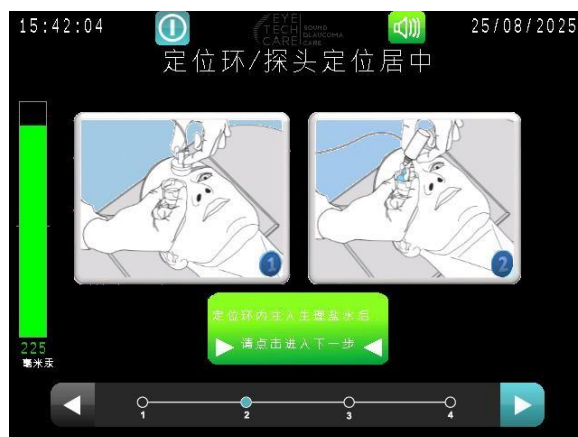 15:42:04
EYE
TECH
CARE
SOUND
GLAUCOMA
CARE
25/08/2025
定位环/探头定位居中
1
2
定位环内注入生理盐水后
请点击进入下一步
225
毫米汞
1
2
3
4